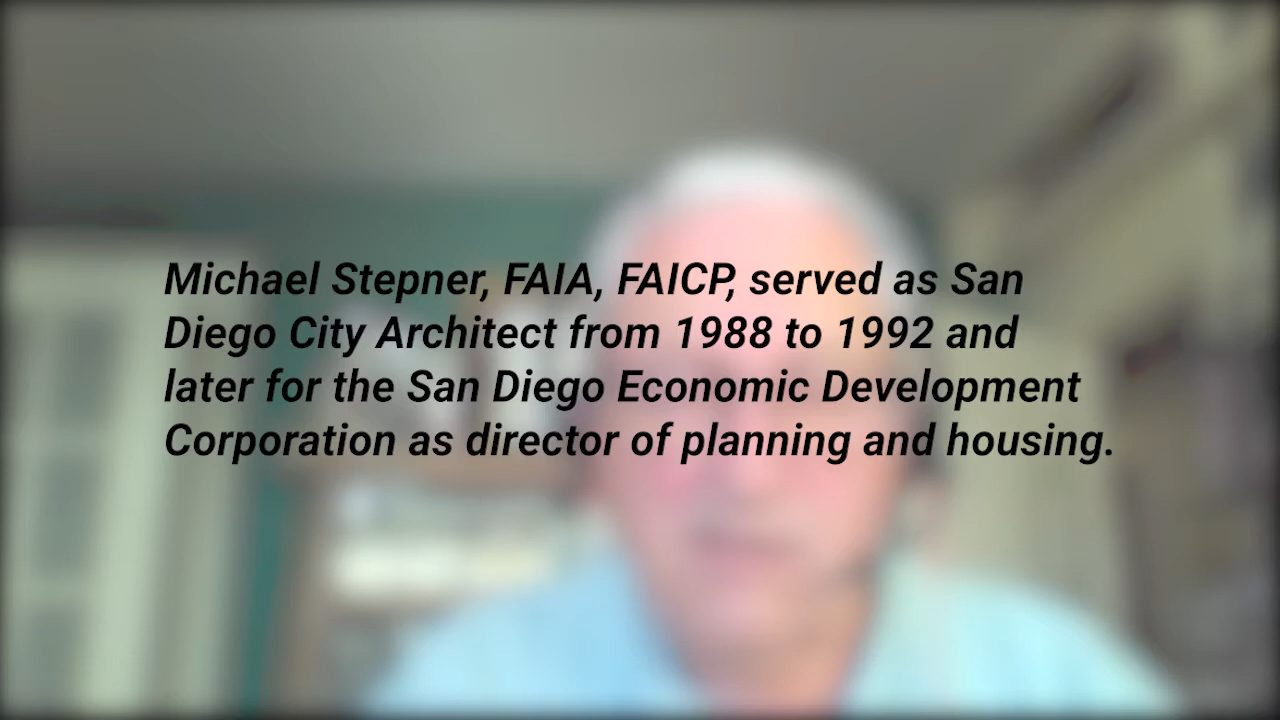 Michael Stepner, FAIA, FAICP, served as San
Diego City Architect from 1988 to 1992 and
later for the San Diego Economic Development
Corporation as director of planning and housing.